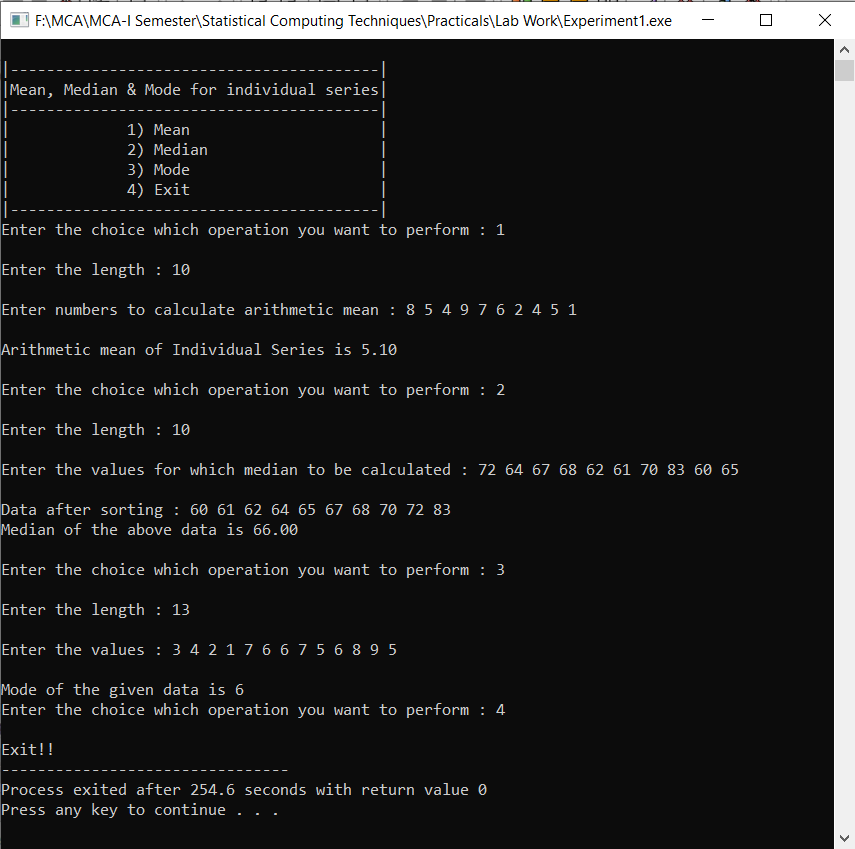 F:\MCA\MCA-I Semester\Statistical Computing Techniques\Practicals\Lab Work\Experiment1.exe
|-----------------------------------------|
|Mean, Median & Mode for individual series|
|-----------------------------------------|
|             1) Mean                     |
|             2) Median                   |
|             3) Mode                     |
|             4) Exit                     |
|-----------------------------------------|
Enter the choice which operation you want to perform : 1
Enter the length : 10
Enter numbers to calculate arithmetic mean : 8 5 4 9 7 6 2 4 5 1
Arithmetic mean of Individual Series is 5.10
Enter the choice which operation you want to perform : 2
Enter the length : 10
Enter the values for which median to be calculated : 72 64 67 68 62 61 70 83 60 65
Data after sorting : 60 61 62 64 65 67 68 70 72 83
Median of the above data is 66.00
Enter the choice which operation you want to perform : 3
Enter the length : 13
Enter the values : 3 4 2 1 7 6 6 7 5 6 8 9 5
Mode of the given data is 6
Enter the choice which operation you want to perform : 4
Exit!!
--------------------------------
Process exited after 254.6 seconds with return value 0
Press any key to continue . . .